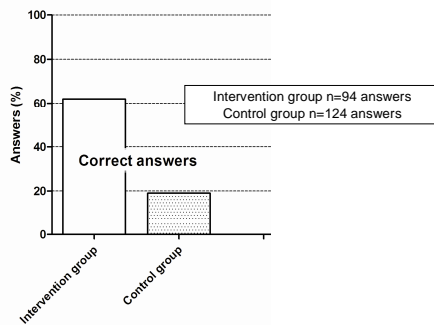 100
80
60
40
20
0
Answers (%)
Intervention group n=94 answers
Control group n=124 answers
Correct answers
Intervention group
Control group